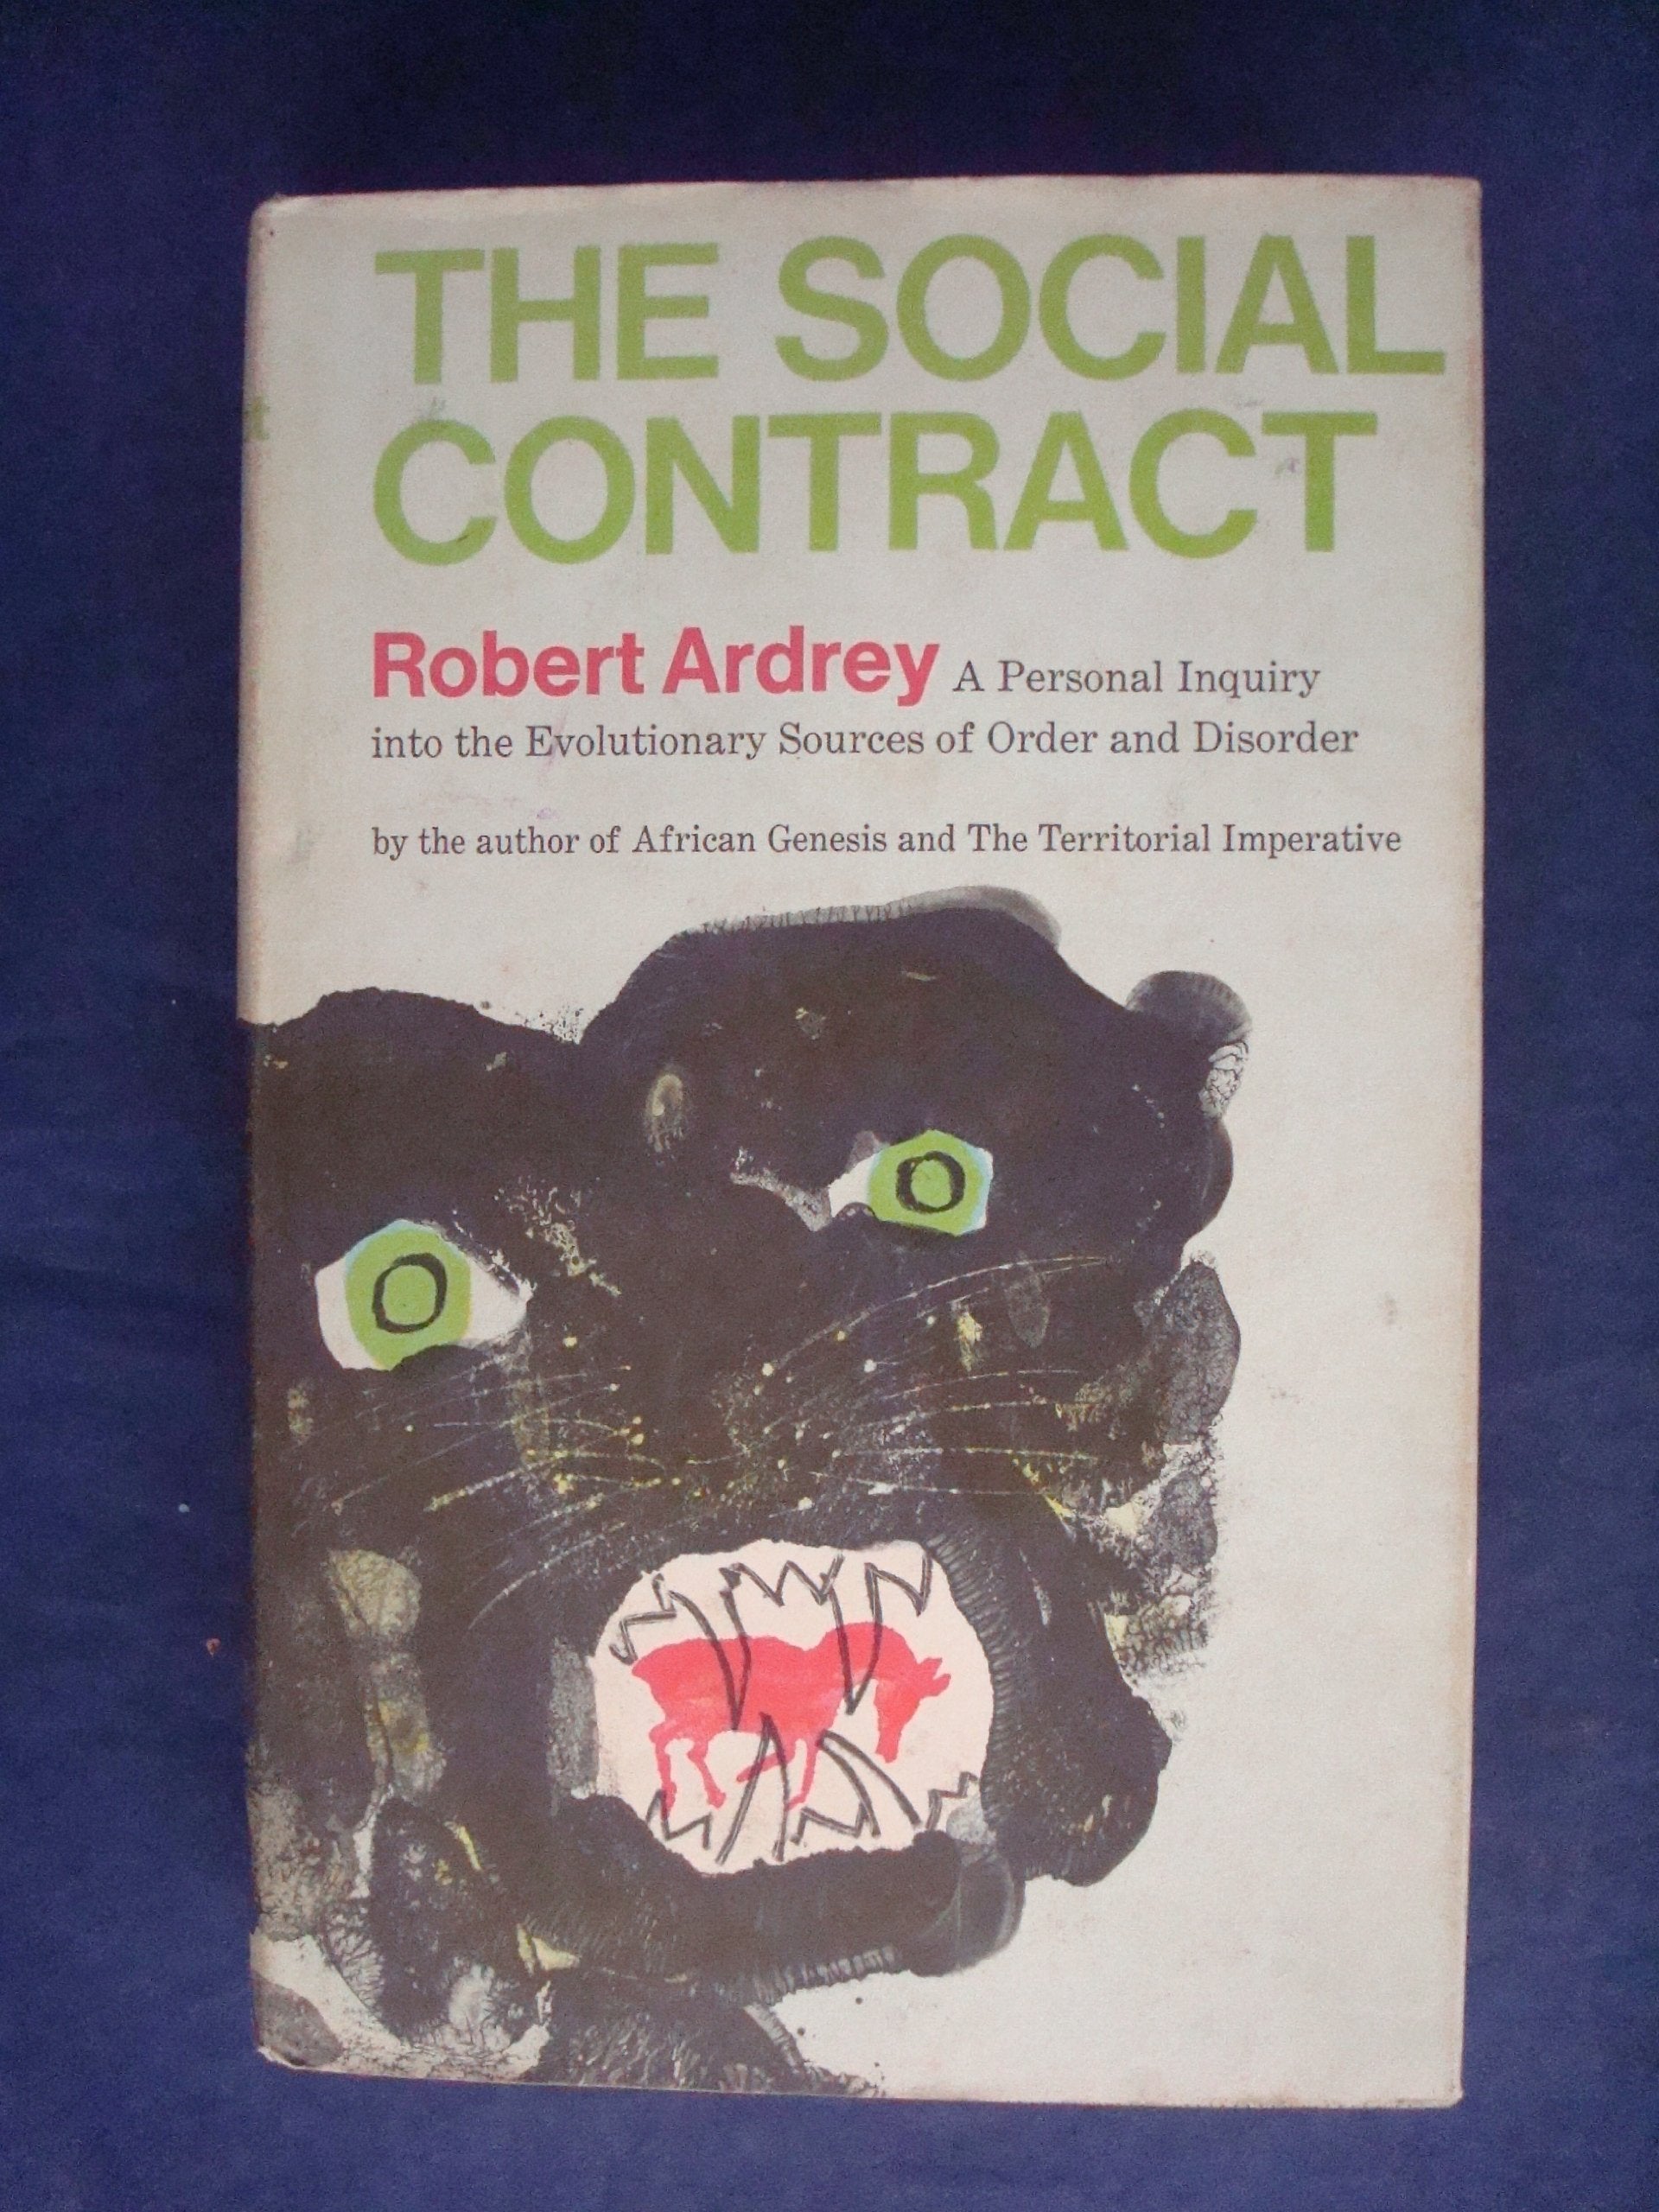 THE SOCIAL
CONTRACT
Robert Ardrey A Personal Inquiry
into the Evolutionary Sources of Order and Disorder
by the author of African Genesis and The Territorial Imperative